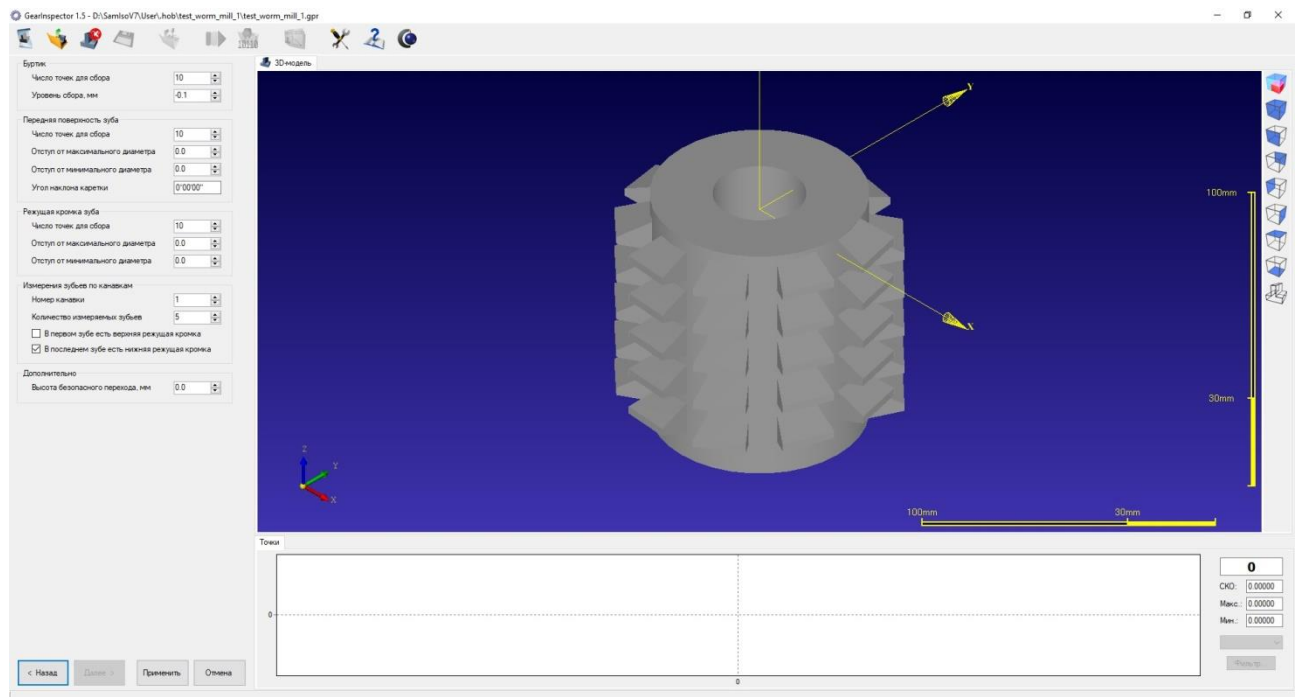 GearInspector 1.5 - D:\SamIsoV7\User\.hob\test_worm_mill_1\test_worm_mill_1.gpr
Буртик
Число точек для сбора 10
Уровень сбора, мм -0.1
Передняя поверхность зуба
Число точек для сбора 10
Отступ от максимального диаметра 0.0
Отступ от минимального диаметра 0.0
Угол наклона каретки 0°00'00"
Режущая кромка зуба
Число точек для сбора 10
Отступ от максимального диаметра 0.0
Отступ от минимального диаметра 0.0
Измерения зубьев по канавкам
Номер канавки 1
Количество измеряемых зубьев 5
В первом зубе есть верхняя режущая кромка
В последнем зубе есть нижняя режущая кромка
Дополнительно
Высота безопасного перехода, мм 0.0
< Назад Далее > Применить Отмена
3D-модель
Y
X
100mm
30mm
Z
Y
X
100mm 30mm
Точки
0
0
0
СКО: 0.00000
Макс.: 0.00000
Мин.: 0.00000
Фильтр...